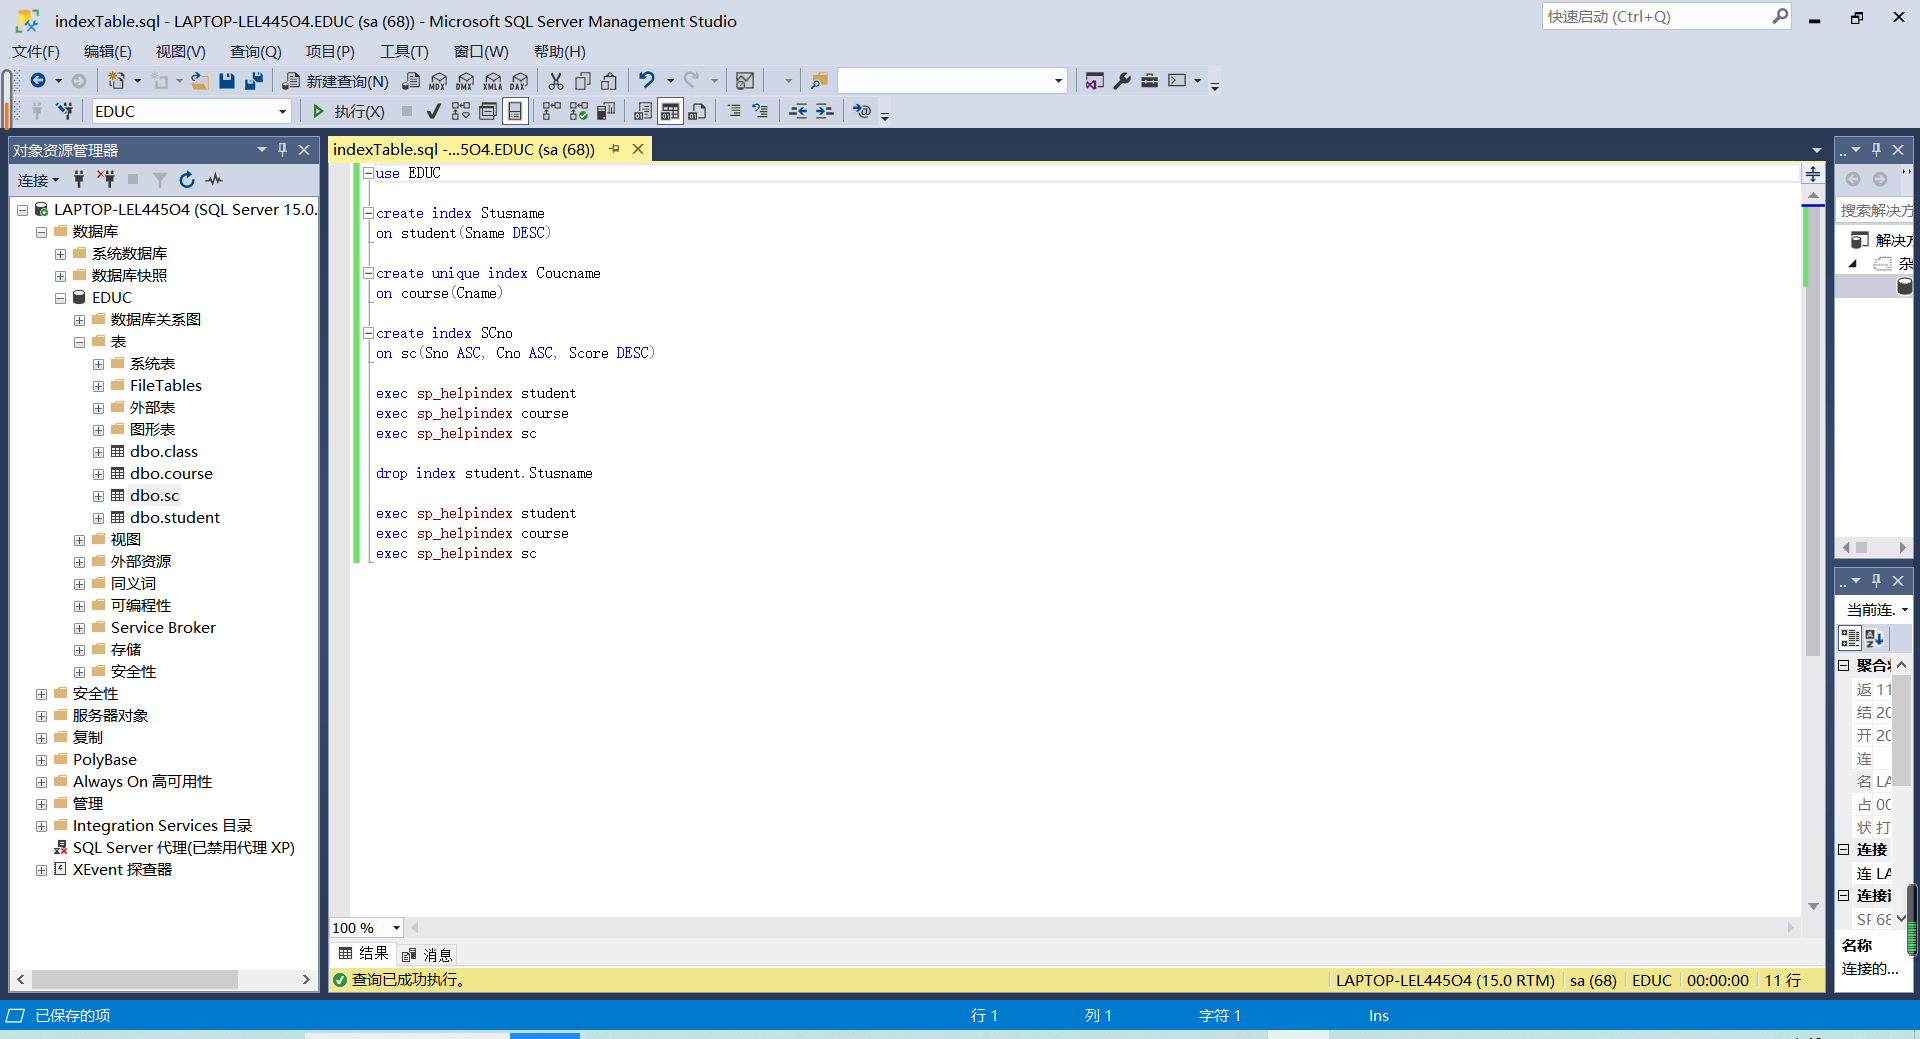 indexTable.sql - LAPTOP-LEL445O4.EDUC (sa (68)) - Microsoft SQL Server Management Studio
快速启动 (Ctrl+Q)
文件(F) 编辑(E) 视图(V) 查询(Q) 项目(P) 工具(T) 窗口(W) 帮助(H)
新建查询(N) MDX DMX XMLA DAX
EDUC 执行(X)
对象资源管理器
连接
LAPTOP-LEL445O4 (SQL Server 15.0.
数据库
系统数据库
数据库快照
EDUC
数据库关系图
表
系统表
FileTables
外部表
图形表
dbo.class
dbo.course
dbo.sc
dbo.student
视图
外部资源
同义词
可编程性
Service Broker
存储
安全性
安全性
服务器对象
复制
PolyBase
Always On 高可用性
管理
Integration Services 目录
SQL Server 代理(已禁用代理 XP)
XEvent 探查器
indexTable.sql -...5O4.EDUC (sa (68))
use EDUC
create index Stusname
on student(Sname DESC)
create unique index Coucname
on course(Cname)
create index SCno
on sc(Sno ASC, Cno ASC, Score DESC)
exec sp_helpindex student
exec sp_helpindex course
exec sp_helpindex sc
drop index student.Stusname
exec sp_helpindex student
exec sp_helpindex course
exec sp_helpindex sc
100 %
结果 消息
查询已成功执行。
LAPTOP-LEL445O4 (15.0 RTM) sa (68) EDUC 00:00:00 11 行
..
搜索解决方
解决方
杂
..
当前连.
聚合
返 11
结 20
开 20
连
名 LA
占 00
状 打
连接
连 LA
连接
SP 68
名称
连接的...
已保存的项 行 1 列 1 字符 1 Ins